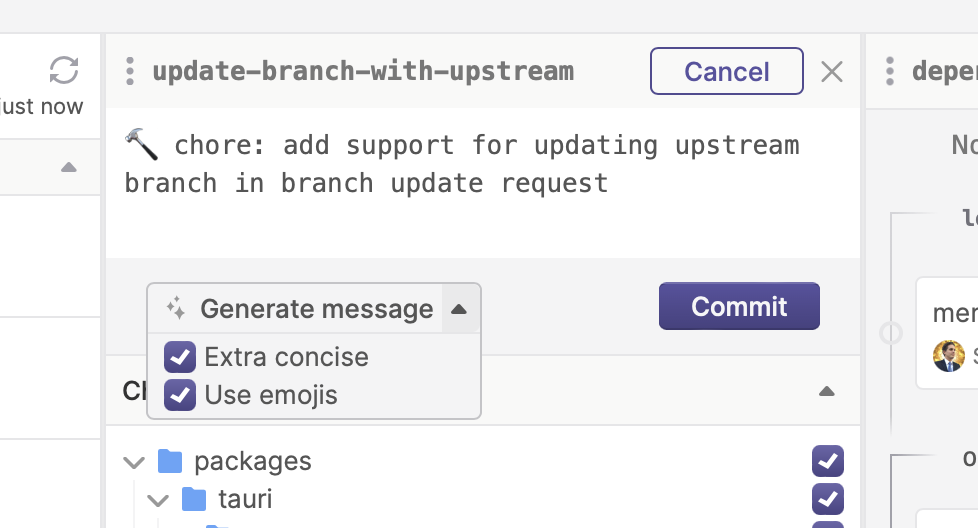 just now
update-branch-with-upstream
Cancel
🔨 chore: add support for updating upstream
branch in branch update request
Generate message
Commit
Extra concise
Use emojis
packages
tauri